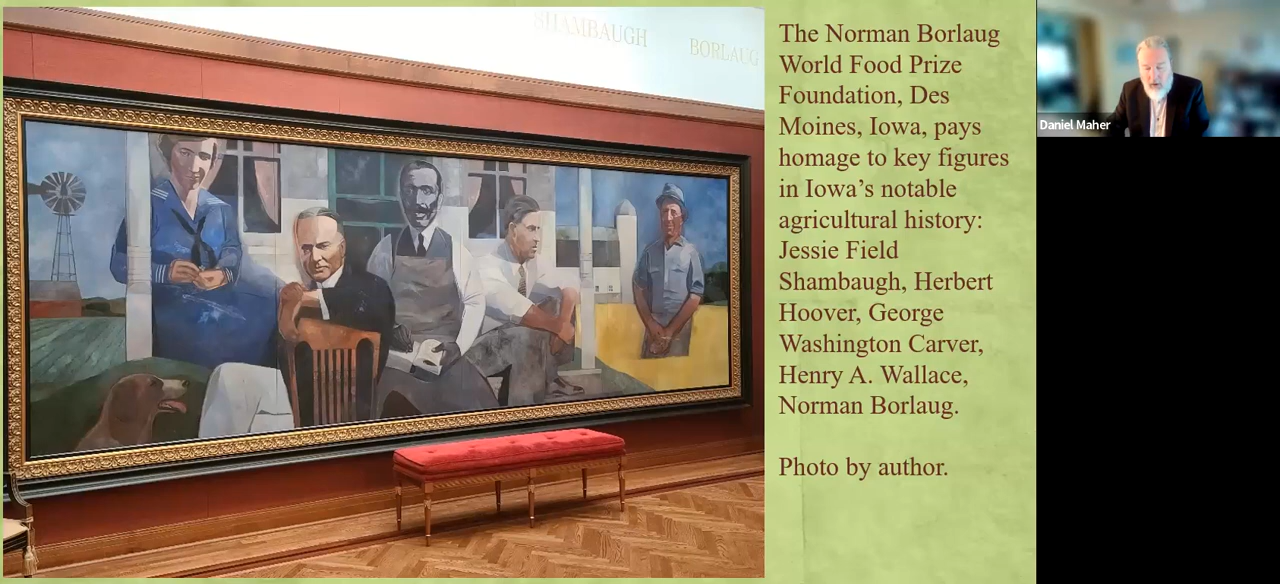 SHAMBAUGH
BORLAUG
The Norman Borlaug
World Food Prize
Foundation, Des
Moines, Iowa, pays
homage to key figures
in Iowa’s notable
agricultural history:
Jessie Field
Shambaugh, Herbert
Hoover, George
Washington Carver,
Henry A. Wallace,
Norman Borlaug.
Photo by author.
Daniel Maher